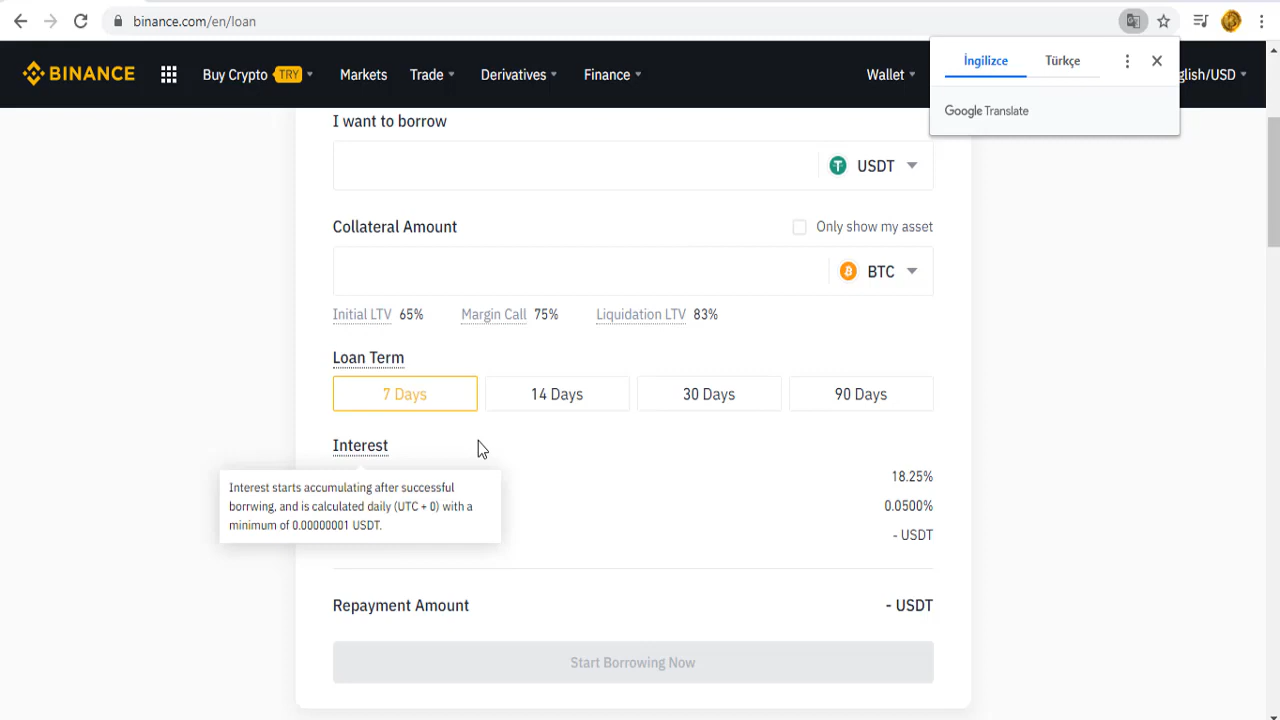 binance.com/en/loan
BINANCE
Buy Crypto TRY
Markets
Trade
Derivatives
Finance
Wallet
glish/USD
İngilizce
Türkçe
Google Translate
I want to borrow
USDT
Collateral Amount
Only show my asset
BTC
Initial LTV 65%
Margin Call 75%
Liquidation LTV 83%
Loan Term
7 Days
14 Days
30 Days
90 Days
Interest
Interest starts accumulating after successful
borrwing, and is calculated daily (UTC + 0) with a
minimum of 0.00000001 USDT.
18.25%
0.0500%
- USDT
Repayment Amount
- USDT
Start Borrowing Now